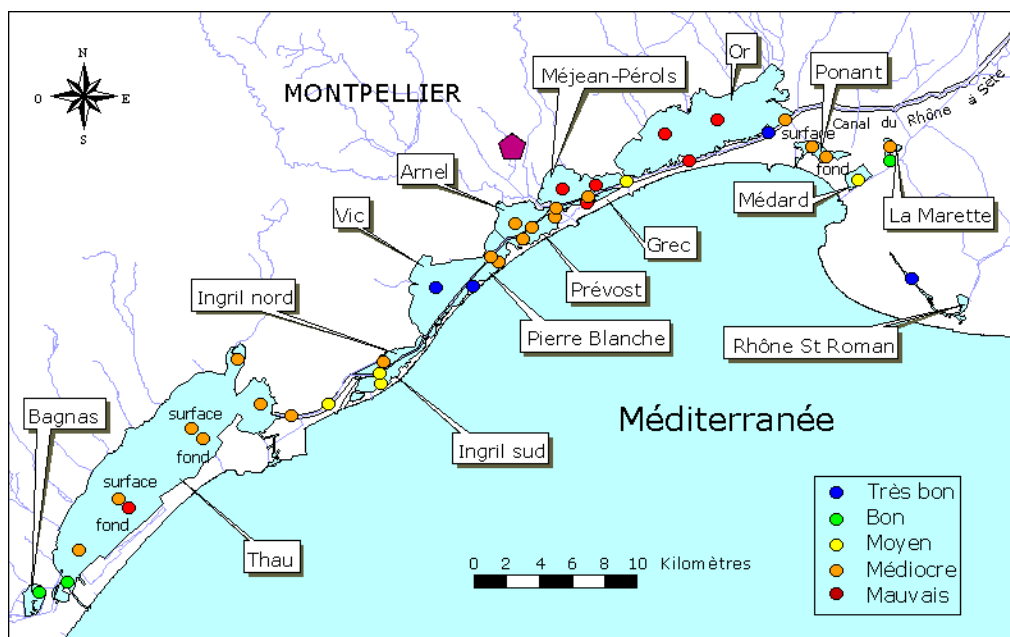 N
O
E
S
MONTPELLIER
Méjean-Pérols
Or
Ponant
surface
Canal du Rhône à Sète
fond
Arnel
Médard
La Marette
Vic
Grec
Prévost
Ingril nord
Pierre Blanche
Rhône St Roman
Bagnas
surface
fond
Méditerranée
Ingril sud
surface
fond
Thau
0 2 4 6 8 10 Kilomètres
Très bon
Bon
Moyen
Médiocre
Mauvais